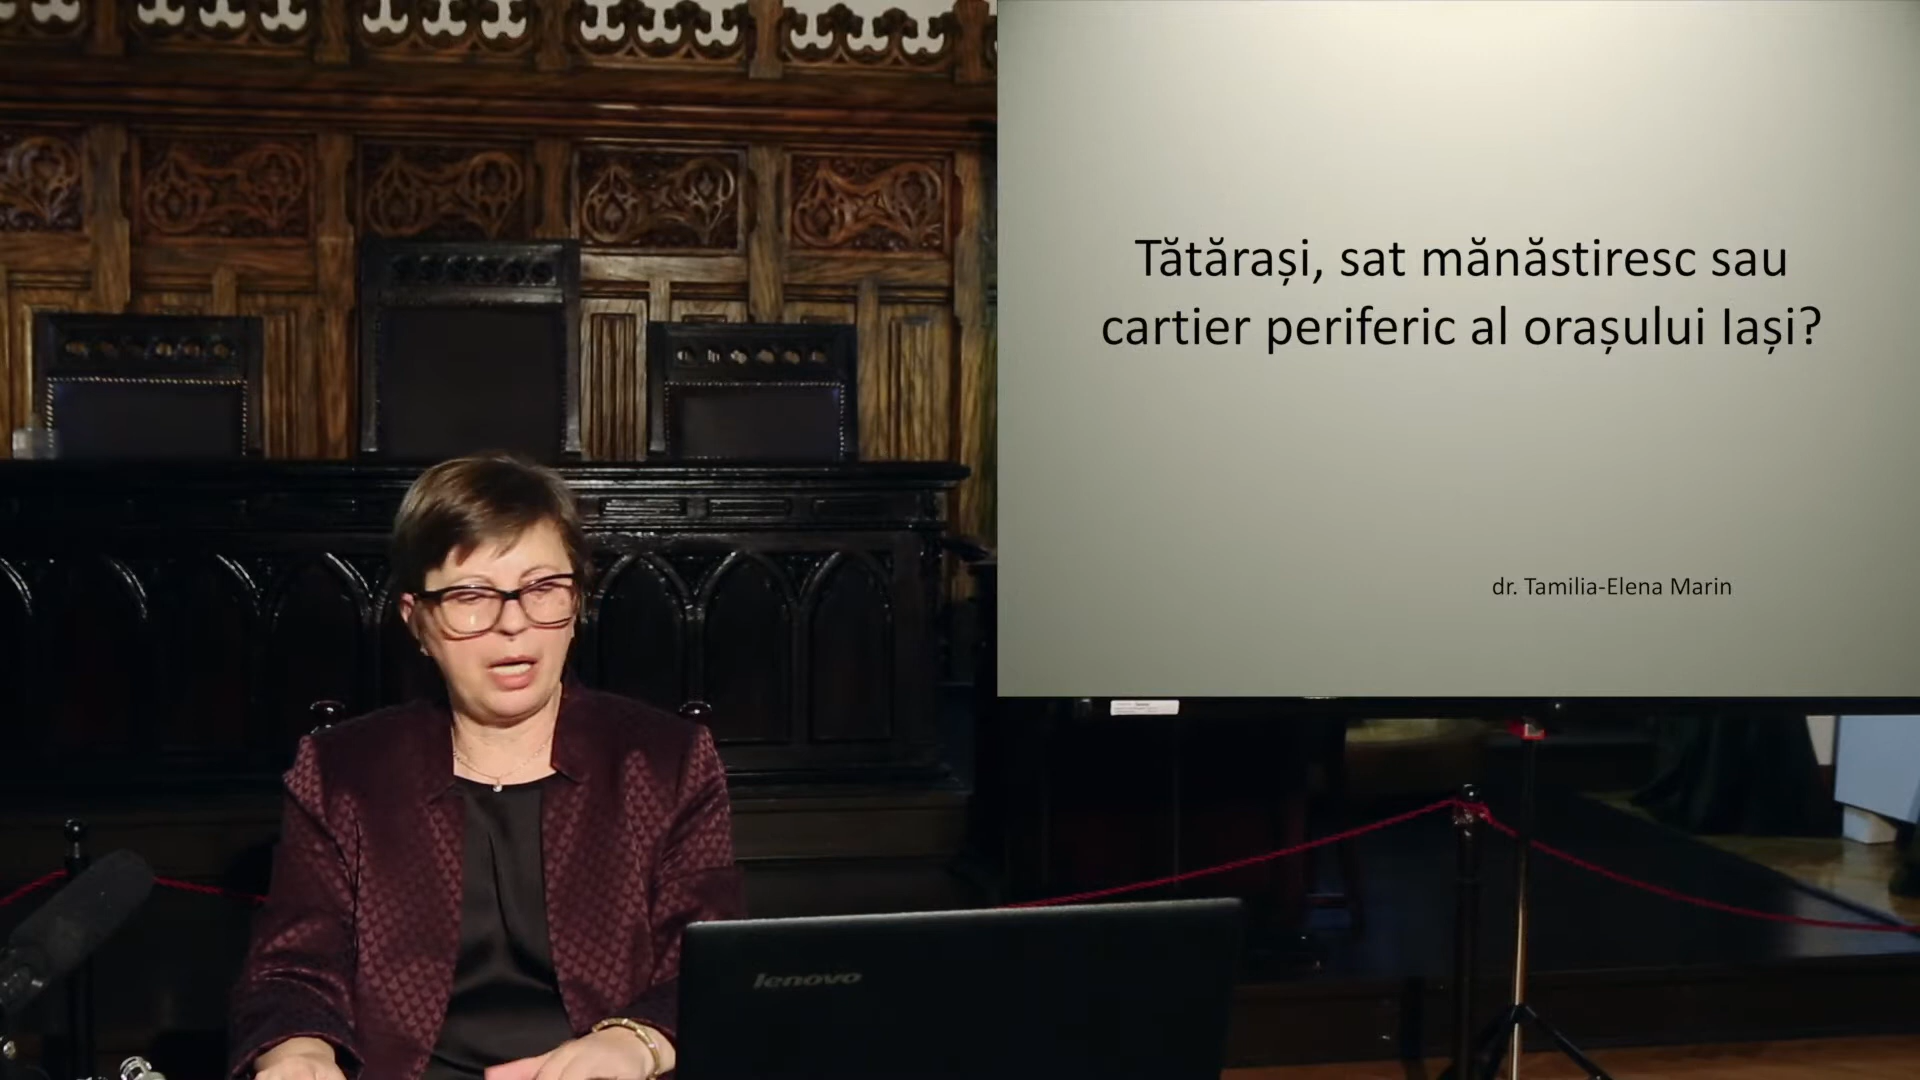 Tătărași, sat mănăstiresc sau
cartier periferic al orașului Iași?
dr. Tamilia-Elena Marin
lenovo